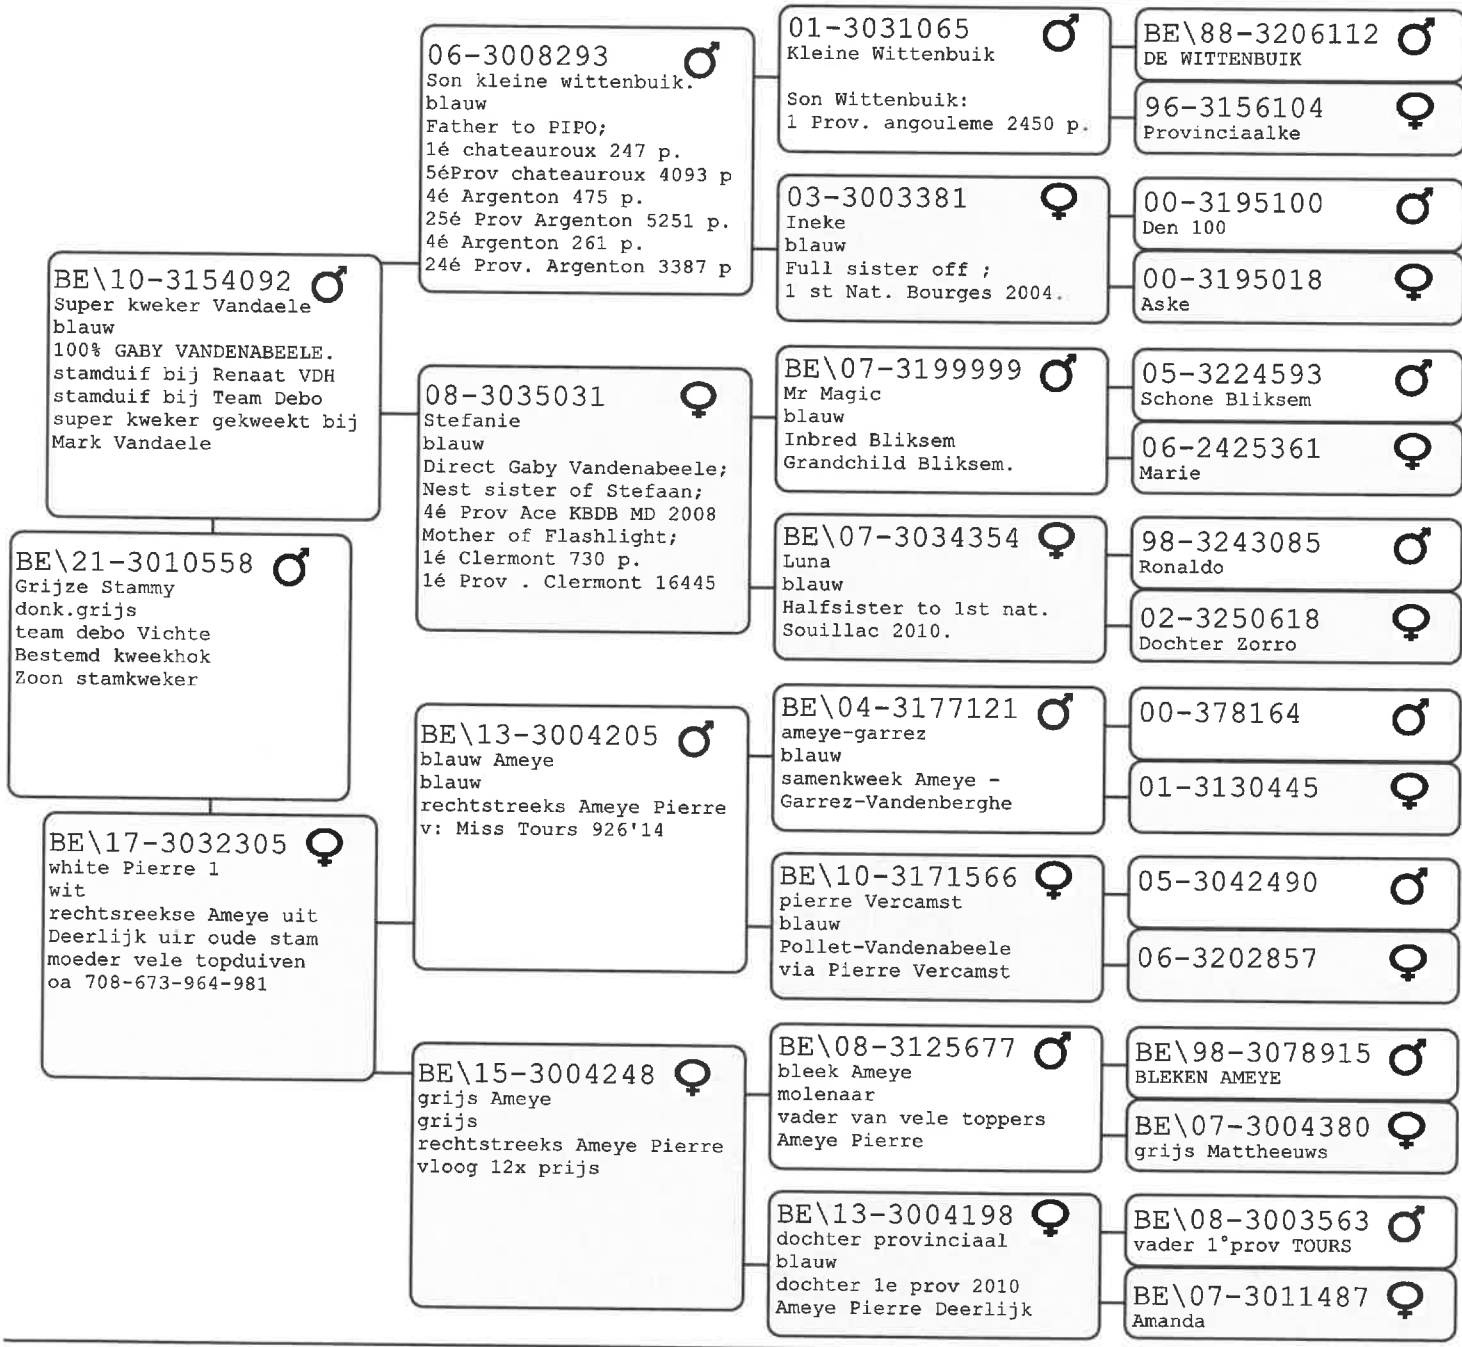 BE\21-3010558
Grijze Stammy
donk.grijs
team debo Vichte
Bestemd kweekhok
Zoon stamkweker
BE\10-3154092
Super kweker Vandaele
blauw
100% GABY VANDENABEELE.
stamduif bij Renaat VDH
stamduif bij Team Debo
super kweker gekweekt bij
Mark Vandaele
BE\17-3032305
white Pierre 1
wit
rechtsreekse Ameye uit
Deerlijk uir oude stam
moeder vele topduiven
oa 708-673-964-981
06-3008293
Son kleine wittenbuik.
blauw
Father to PIPO;
1é chateauroux 247 p.
5éProv chateauroux 4093 p
4é Argenton 475 p.
25é Prov Argenton 5251 p.
4é Argenton 261 p.
24é Prov. Argenton 3387 p
08-3035031
Stefanie
blauw
Direct Gaby Vandenabeele;
Nest sister of Stefaan;
4é Prov Ace KBDB MD 2008
Mother of Flashlight;
1é Clermont 730 p.
1é Prov . Clermont 16445
BE\13-3004205
blauw Ameye
blauw
rechtstreeks Ameye Pierre
v: Miss Tours 926'14
BE\15-3004248
grijs Ameye
grijs
rechtstreeks Ameye Pierre
vloog 12x prijs
01-3031065
Kleine Wittenbuik
Son Wittenbuik:
1 Prov. angouleme 2450 p.
03-3003381
Ineke
blauw
Full sister off ;
1 st Nat. Bourges 2004.
BE\07-3199999
Mr Magic
blauw
Inbred Bliksem
Grandchild Bliksem.
BE\07-3034354
Luna
blauw
Halfsister to 1st nat.
Souillac 2010.
BE\04-3177121
ameye-garrez
blauw
samenkweek Ameye -
Garrez-Vandenberghe
BE\10-3171566
pierre Vercamst
blauw
Pollet-Vandenabeele
via Pierre Vercamst
BE\08-3125677
bleek Ameye
molenaar
vader van vele toppers
Ameye Pierre
BE\13-3004198
dochter provinciaal
blauw
dochter 1e prov 2010
Ameye Pierre Deerlijk
BE\88-3206112
DE WITTENBUIK
96-3156104
Provinciaalke
00-3195100
Den 100
00-3195018
Aske
05-3224593
Schone Bliksem
06-2425361
Marie
98-3243085
Ronaldo
02-3250618
Dochter Zorro
00-378164
01-3130445
05-3042490
06-3202857
BE\98-3078915
BLEKEN AMEYE
BE\07-3004380
grijs Mattheeuws
BE\08-3003563
vader 1°prov TOURS
BE\07-3011487
Amanda